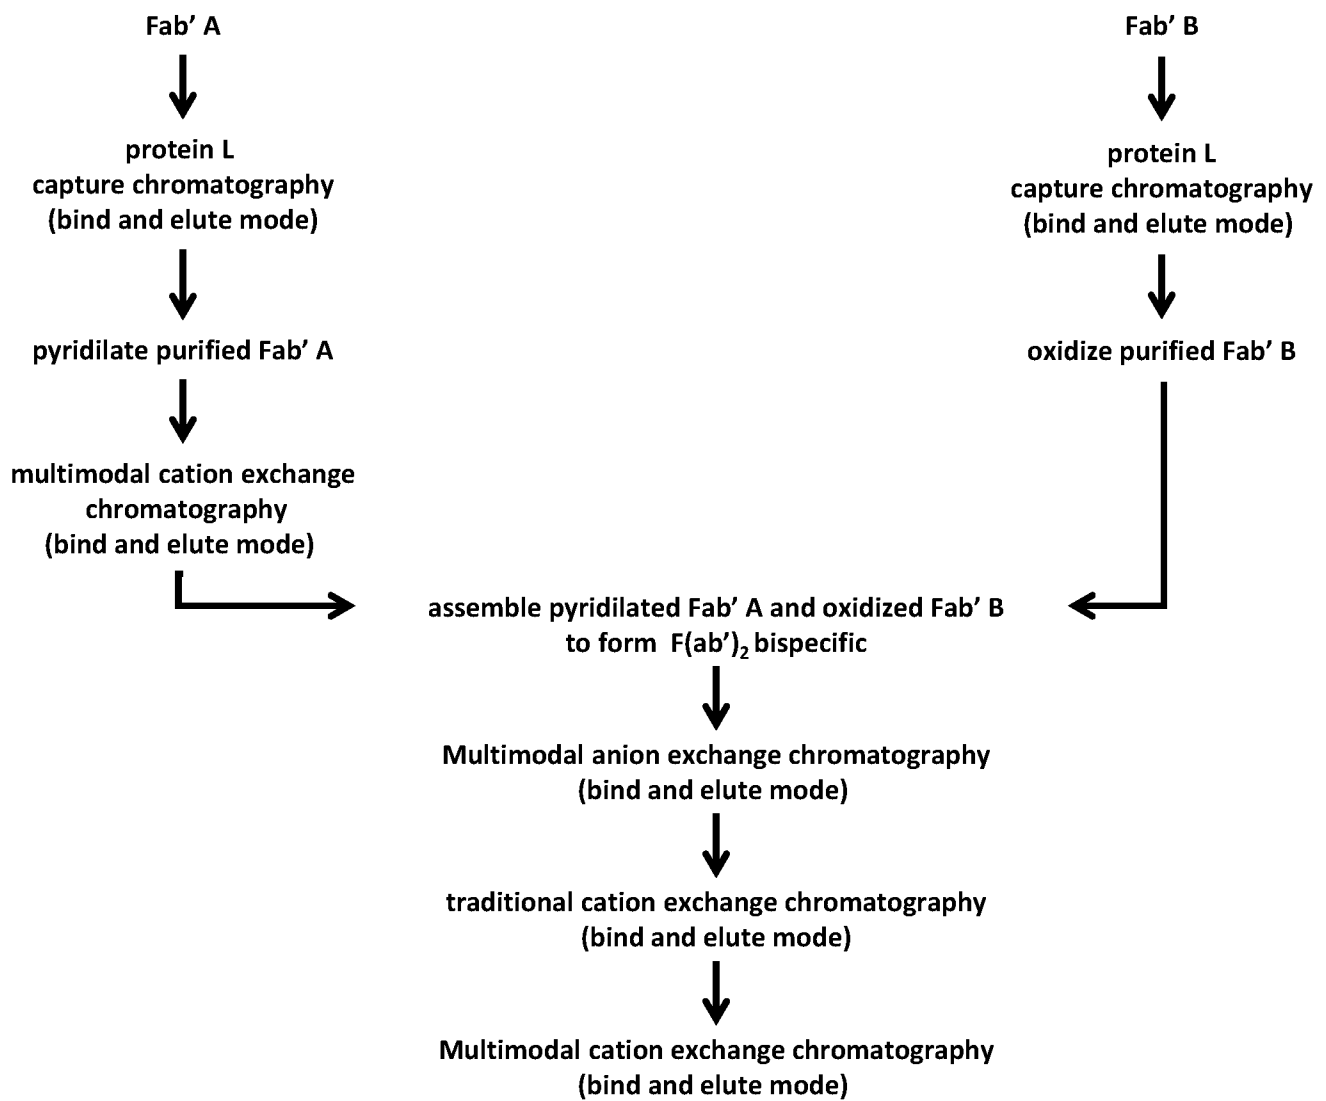 Fab’ A
protein L
capture chromatography
(bind and elute mode)
pyridilate purified Fab’ A
multimodal cation exchange
chromatography
(bind and elute mode)
Fab’ B
protein L
capture chromatography
(bind and elute mode)
oxidize purified Fab’ B
assemble pyridilated Fab’ A and oxidized Fab’ B
to form F(ab’)₂ bispecific
Multimodal anion exchange chromatography
(bind and elute mode)
traditional cation exchange chromatography
(bind and elute mode)
Multimodal cation exchange chromatography
(bind and elute mode)